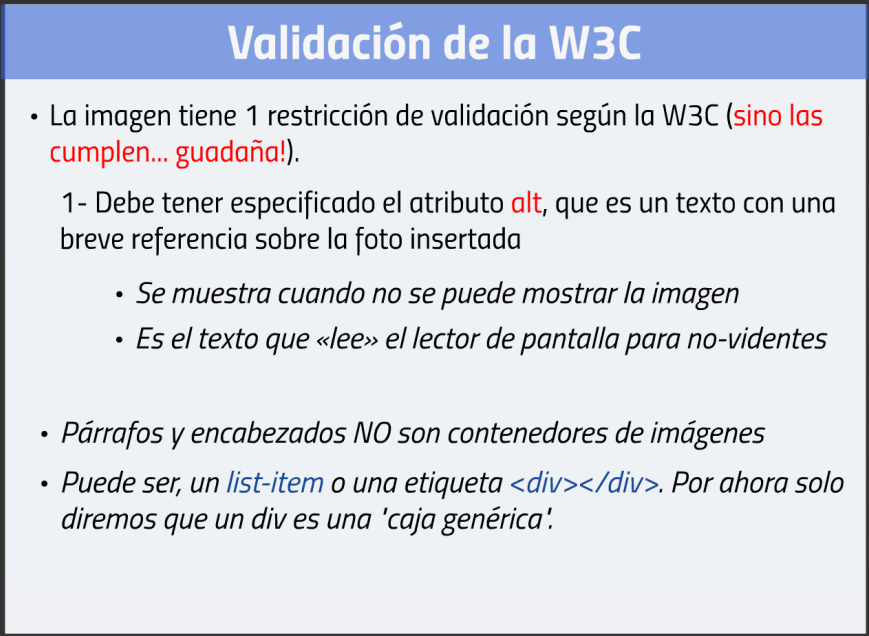 Validación de la W3C
• La imagen tiene 1 restricción de validación según la W3C (sino las
cumplen... guadaña!).
1- Debe tener especificado el atributo alt, que es un texto con una
breve referencia sobre la foto insertada
• Se muestra cuando no se puede mostrar la imagen
• Es el texto que «lee» el lector de pantalla para no-videntes
• Párrafos y encabezados NO son contenedores de imágenes
• Puede ser, un list-item o una etiqueta <div></div>. Por ahora solo
diremos que un div es una 'caja genérica'.